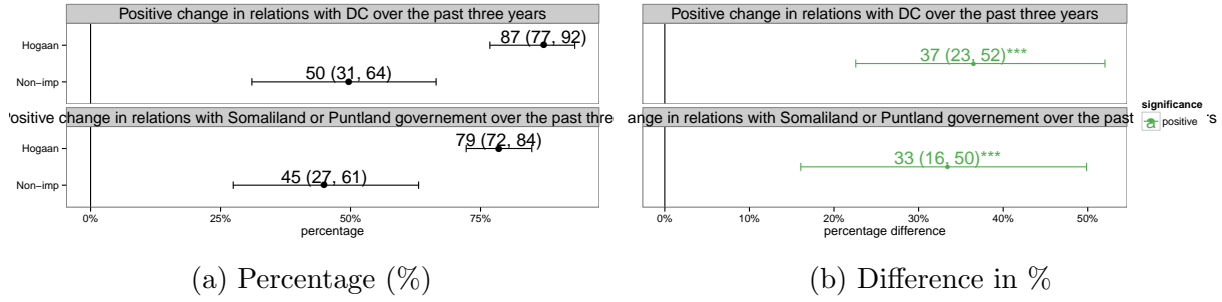 Positive change in relations with DC over the past three years
Hogaan
87 (77, 92)
Non−imp
50 (31, 64)
ositive change in relations with Somaliland or Puntland governement over the past thre
Hogaan
79 (72, 84)
Non−imp
45 (27, 61)
0% 25% 50% 75%
percentage
(a) Percentage (%)
Positive change in relations with DC over the past three years
37 (23, 52)***
ange in relations with Somaliland or Puntland governement over the past
33 (16, 50)***
0% 10% 20% 30% 40% 50%
percentage difference
significance
a positive
(b) Difference in %